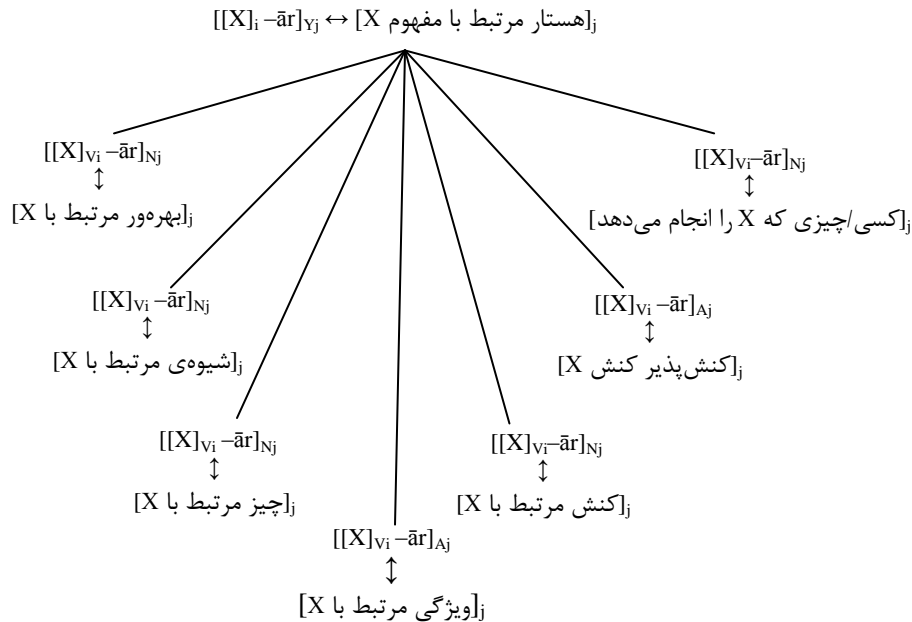 [[X]i –ār]Yj ↔ [هستار مرتبط با مفهوم X]j
[[X]Vi –ār]Nj
↕
[بهره‌ور مرتبط با X]j
[[X]Vi–ār]Nj
↕
[کسی/چیزی که X را انجام می‌دهد]j
[[X]Vi –ār]Nj
↕
[شیوه‌ی مرتبط با X]j
[[X]Vi –ār]Aj
↕
[کنش‌پذیر کنش X]j
[[X]Vi –ār]Nj
↕
[چیز مرتبط با X]j
[[X]Vi–ār]Nj
↕
[کنش مرتبط با X]j
[[X]Vi –ār]Aj
↕
[ویژگی مرتبط با X]j